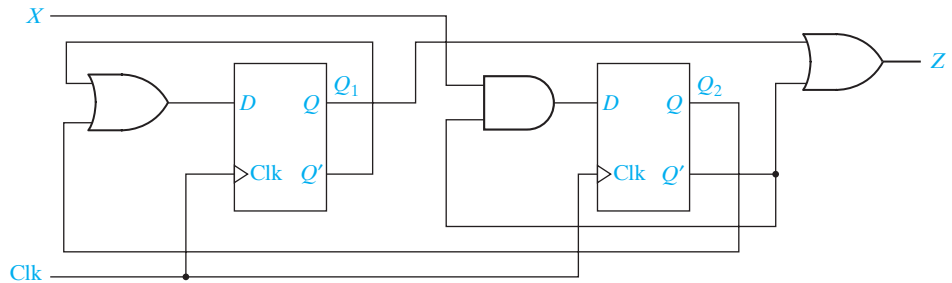 X
Z
Q₁
Q₂
D Q
D Q
Clk Q′
Clk Q′
Clk